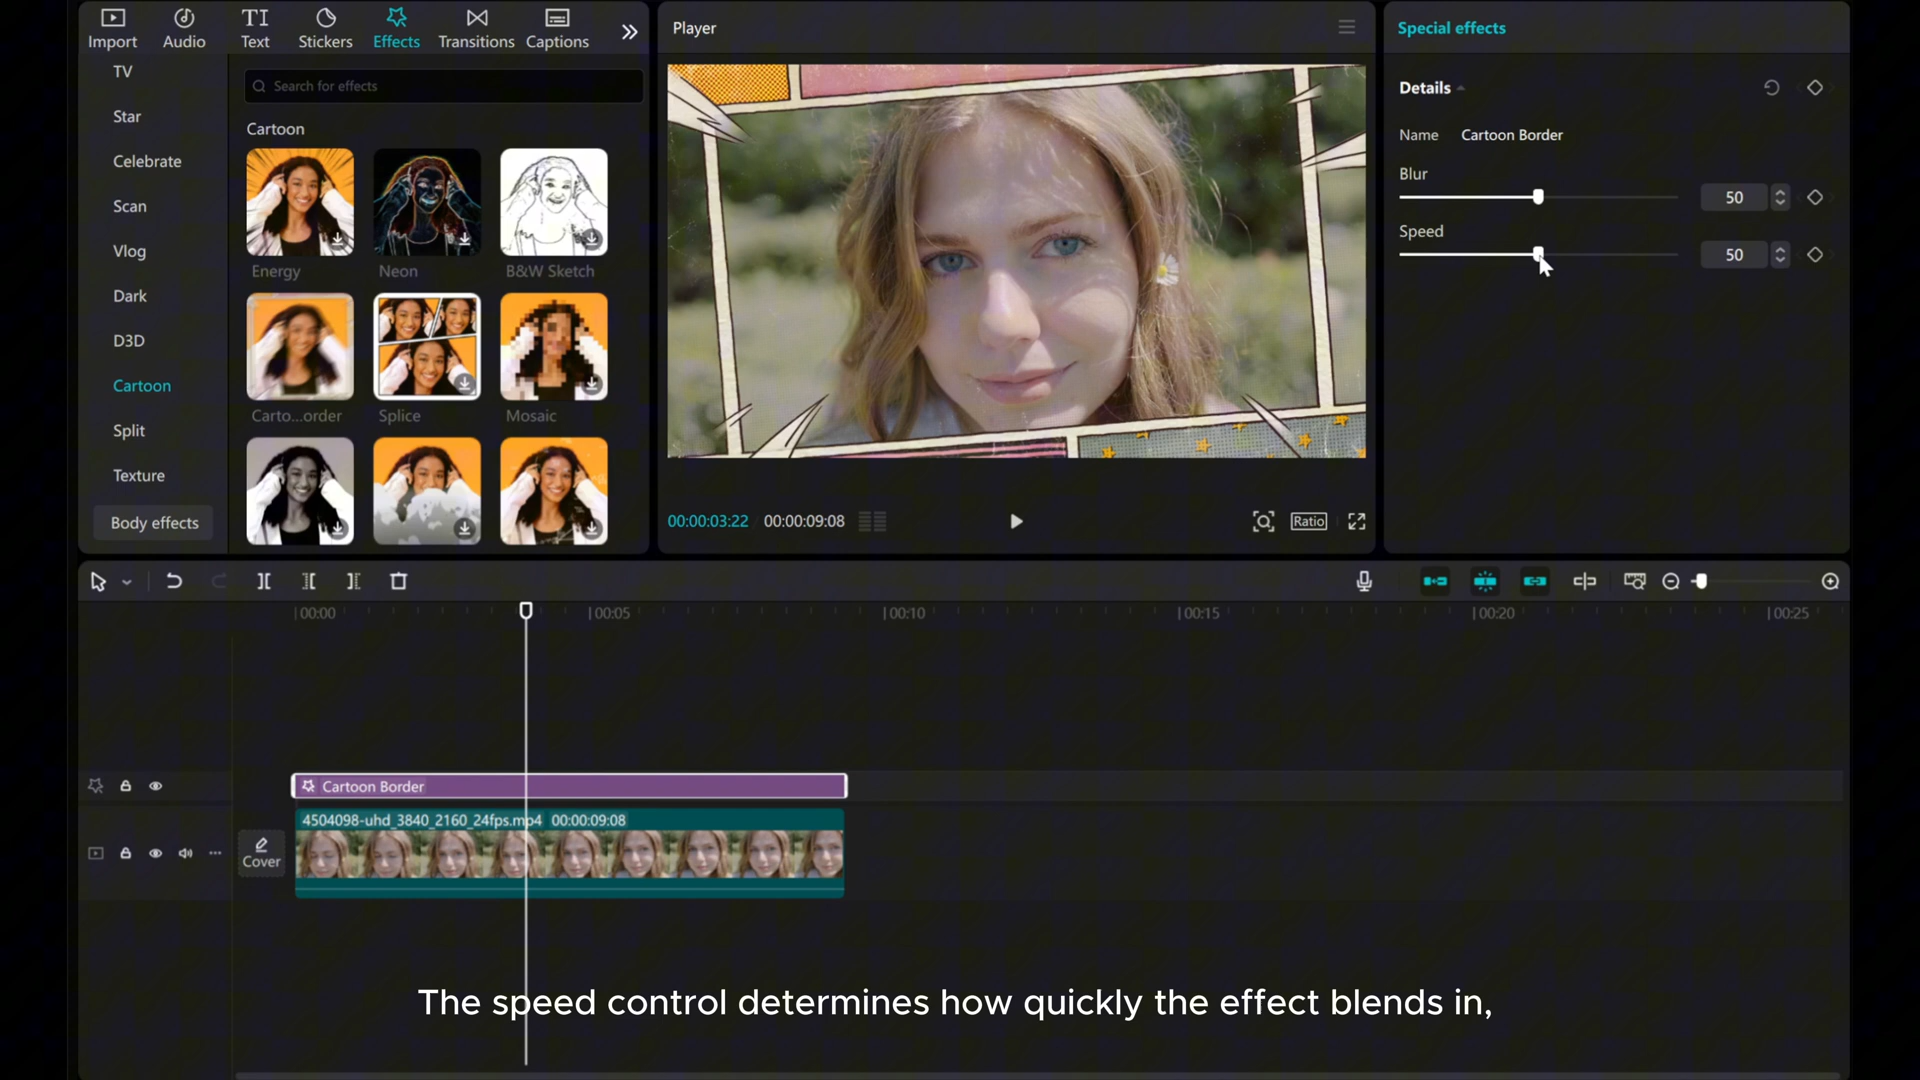 Import
Audio
TI
Text
Stickers
Effects
Transitions
Captions
TV
Star
Celebrate
Scan
Vlog
Dark
D3D
Cartoon
Split
Texture
Body effects
Search for effects
Cartoon
Energy
Neon
B&W Sketch
Carto...order
Splice
Mosaic
Player
00:00:03:22
00:00:09:08
Ratio
Special effects
Details
Name Cartoon Border
Blur
50
Speed
50
00:00
00:05
00:10
00:15
00:20
00:25
Cartoon Border
4504098-uhd_3840_2160_24fps.mp4 00:00:09:08
Cover
The speed control determines how quickly the effect blends in,